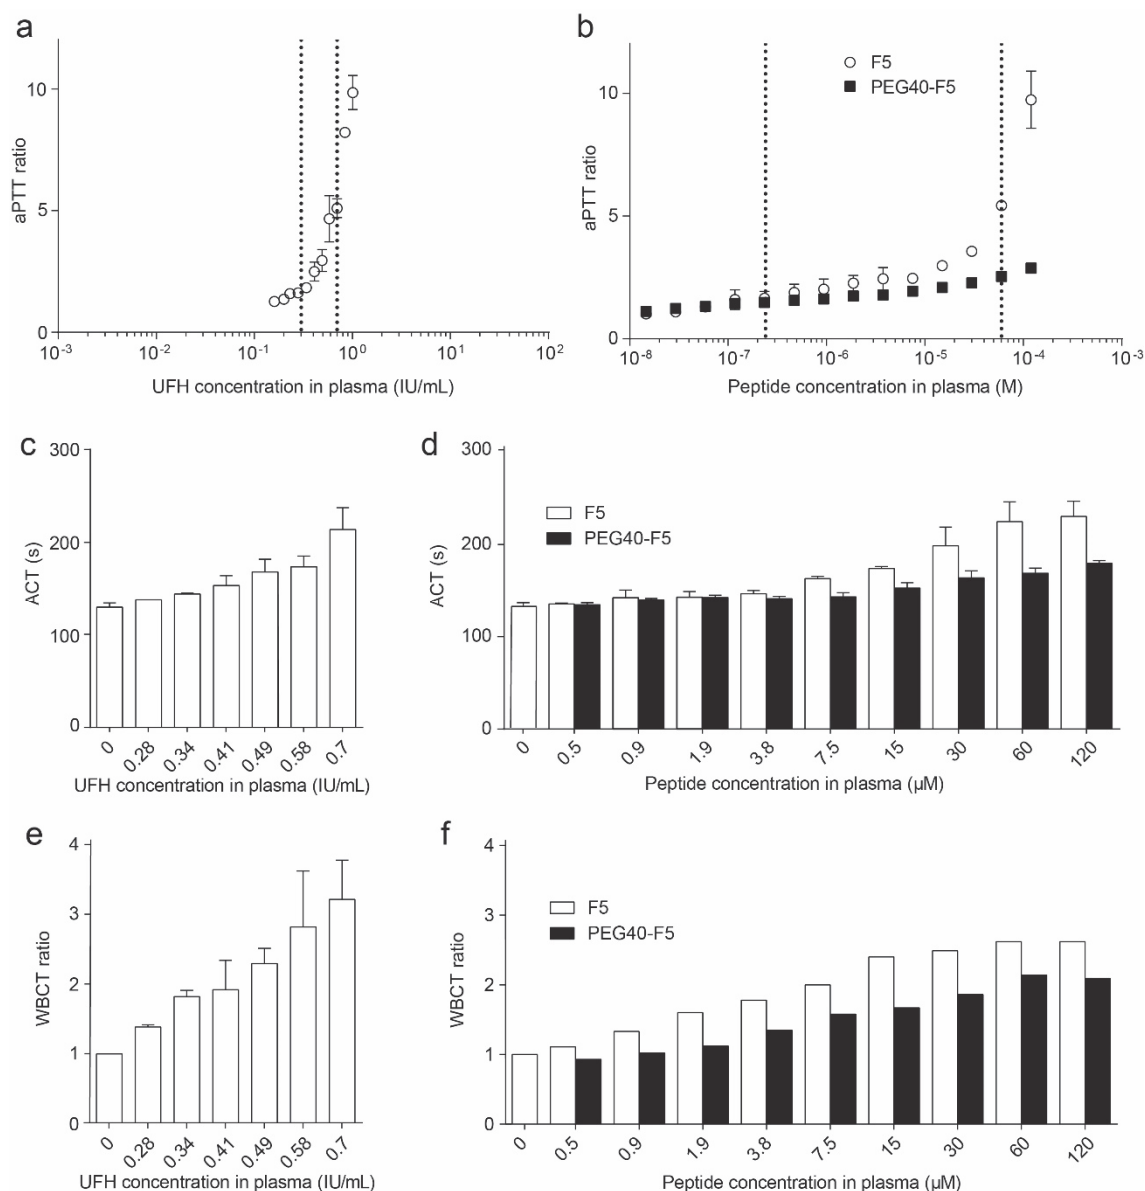 a
aPTT ratio
10
5
0
10-3
10-2
10-1
100
101
102
UFH concentration in plasma (IU/mL)
b
F5
PEG40-F5
aPTT ratio
10
5
0
10-8
10-7
10-6
10-5
10-4
10-3
Peptide concentration in plasma (M)
c
ACT (s)
300
200
100
0
0
0.28
0.34
0.41
0.49
0.58
0.7
UFH concentration in plasma (IU/mL)
d
F5
PEG40-F5
ACT (s)
300
200
100
0
0
0.5
0.9
1.9
3.8
7.5
15
30
60
120
Peptide concentration in plasma (µM)
e
WBCT ratio
4
3
2
1
0
0
0.28
0.34
0.41
0.49
0.58
0.7
UFH concentration in plasma (IU/mL)
f
F5
PEG40-F5
WBCT ratio
4
3
2
1
0
0
0.5
0.9
1.9
3.8
7.5
15
30
60
120
Peptide concentration in plasma (µM)